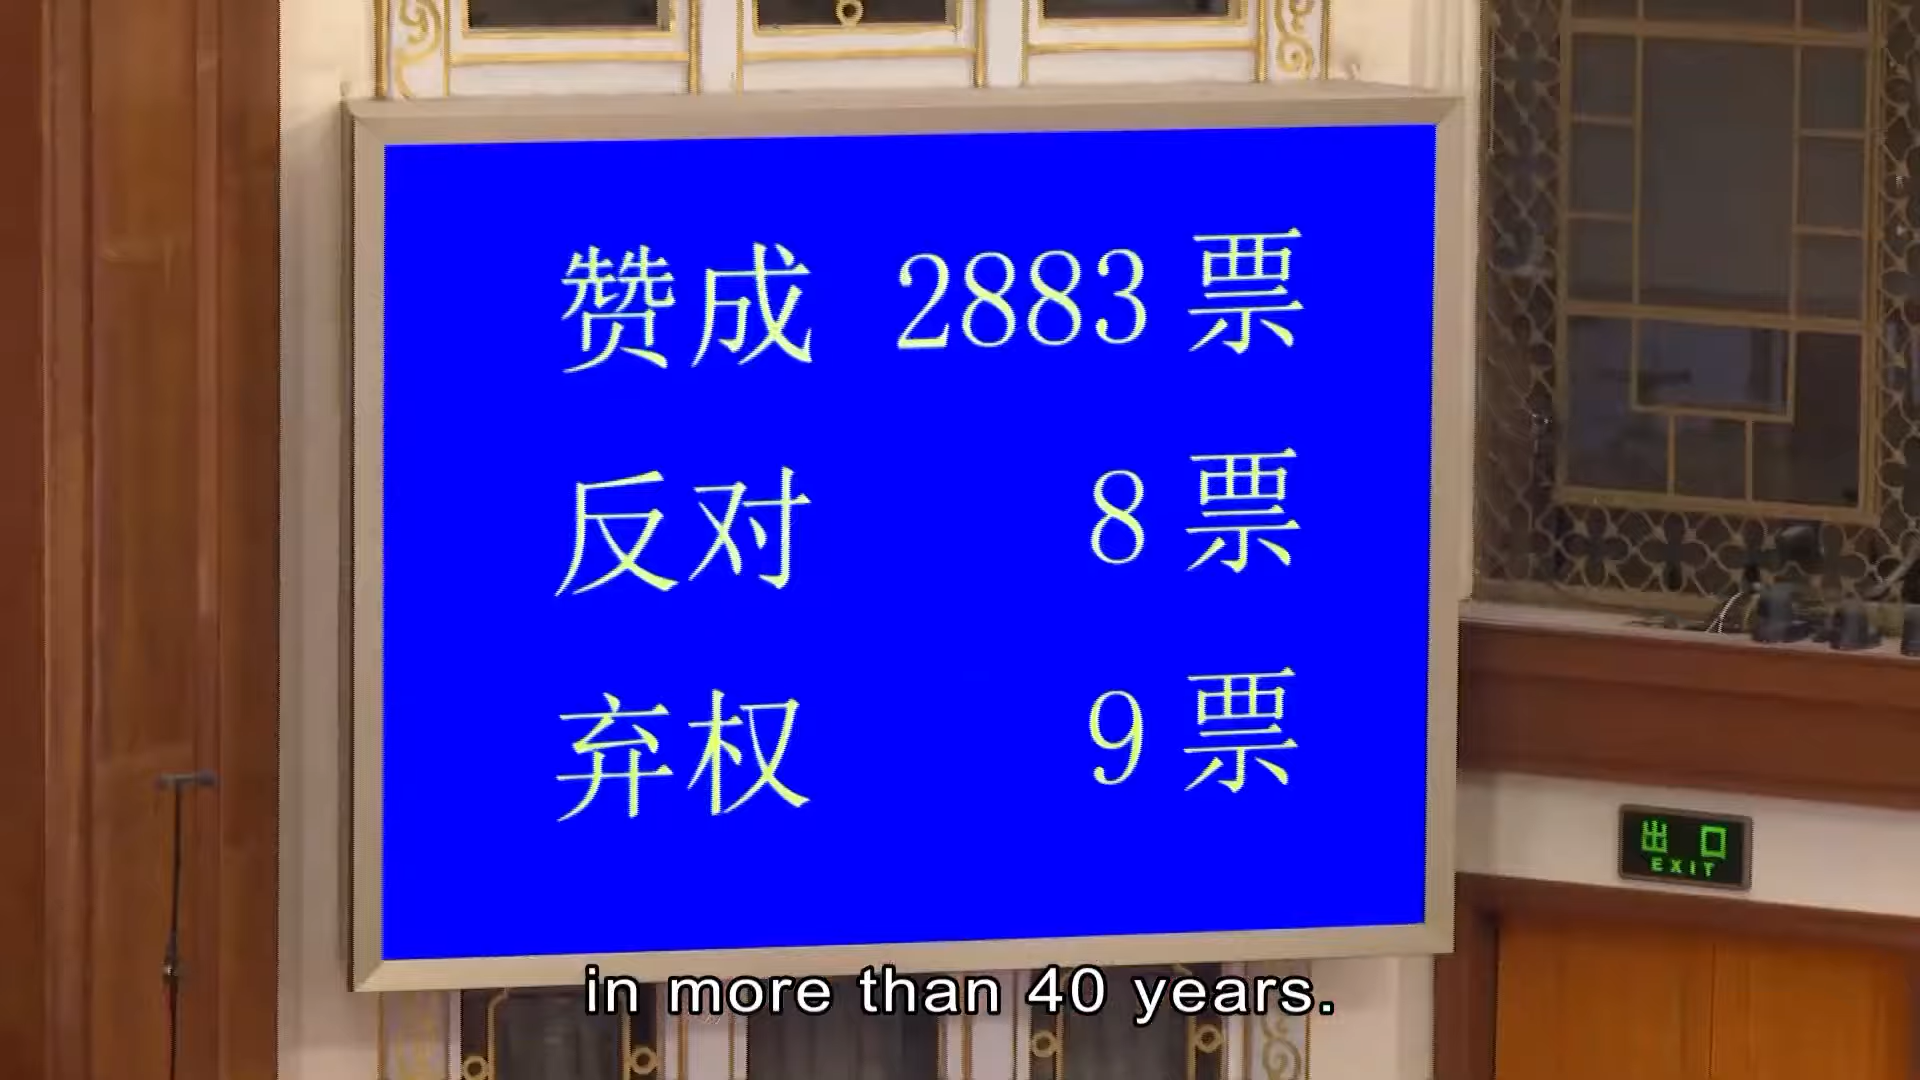 赞成 2883 票
反对 8 票
弃权 9 票
出 口
EXIT
in more than 40 years.